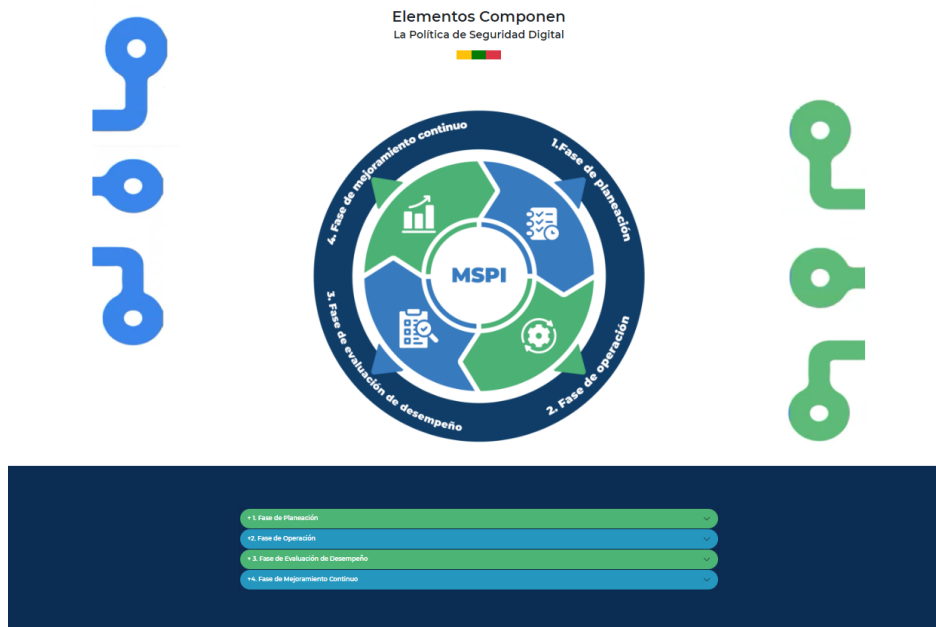 Elementos Componen
La Política de Seguridad Digital
4. Fase de mejoramiento continuo
1.Fase de planeación
MSPI
3. Fase de evaluación de desempeño
2. Fase de operación
+ 1. Fase de Planeación
+2. Fase de Operación
+ 3. Fase de Evaluación de Desempeño
+4. Fase de Mejoramiento Continuo